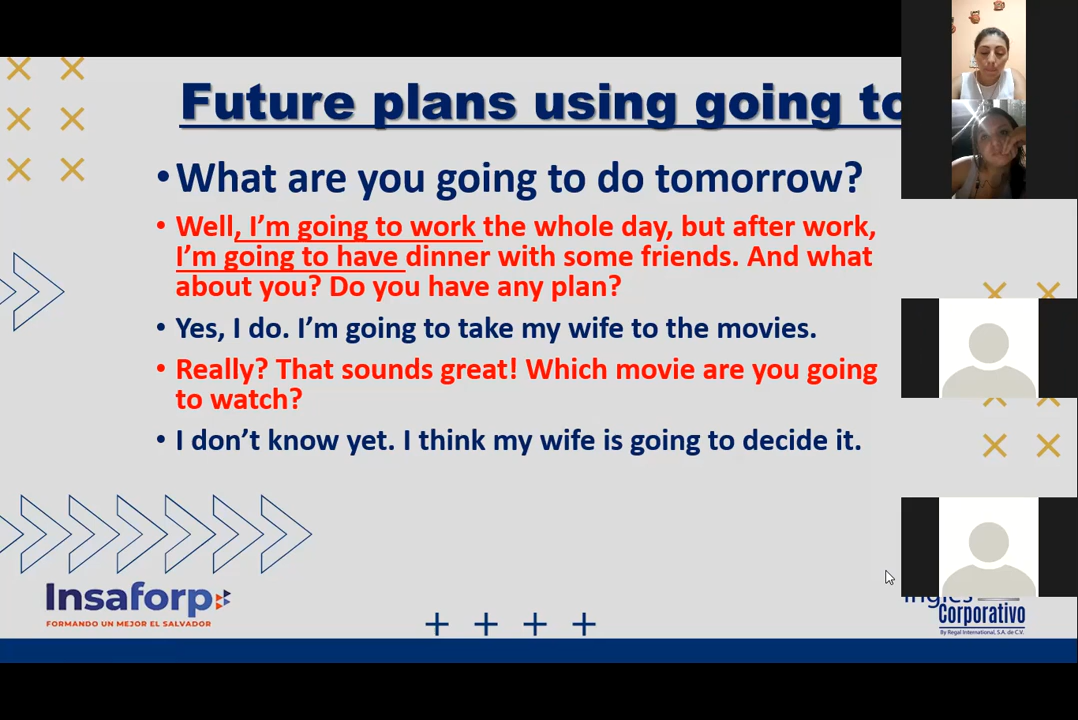 Future plans using going to
•What are you going to do tomorrow?
• Well, I'm going to work the whole day, but after work,
I'm going to have dinner with some friends. And what
about you? Do you have any plan?
• Yes, I do. I'm going to take my wife to the movies.
• Really? That sounds great! Which movie are you going
to watch?
• I don't know yet. I think my wife is going to decide it.
Insaforp
FORMANDO UN MEJOR EL SALVADOR
Inglés
Corporativo
By Regal International, S.A. de C.V.